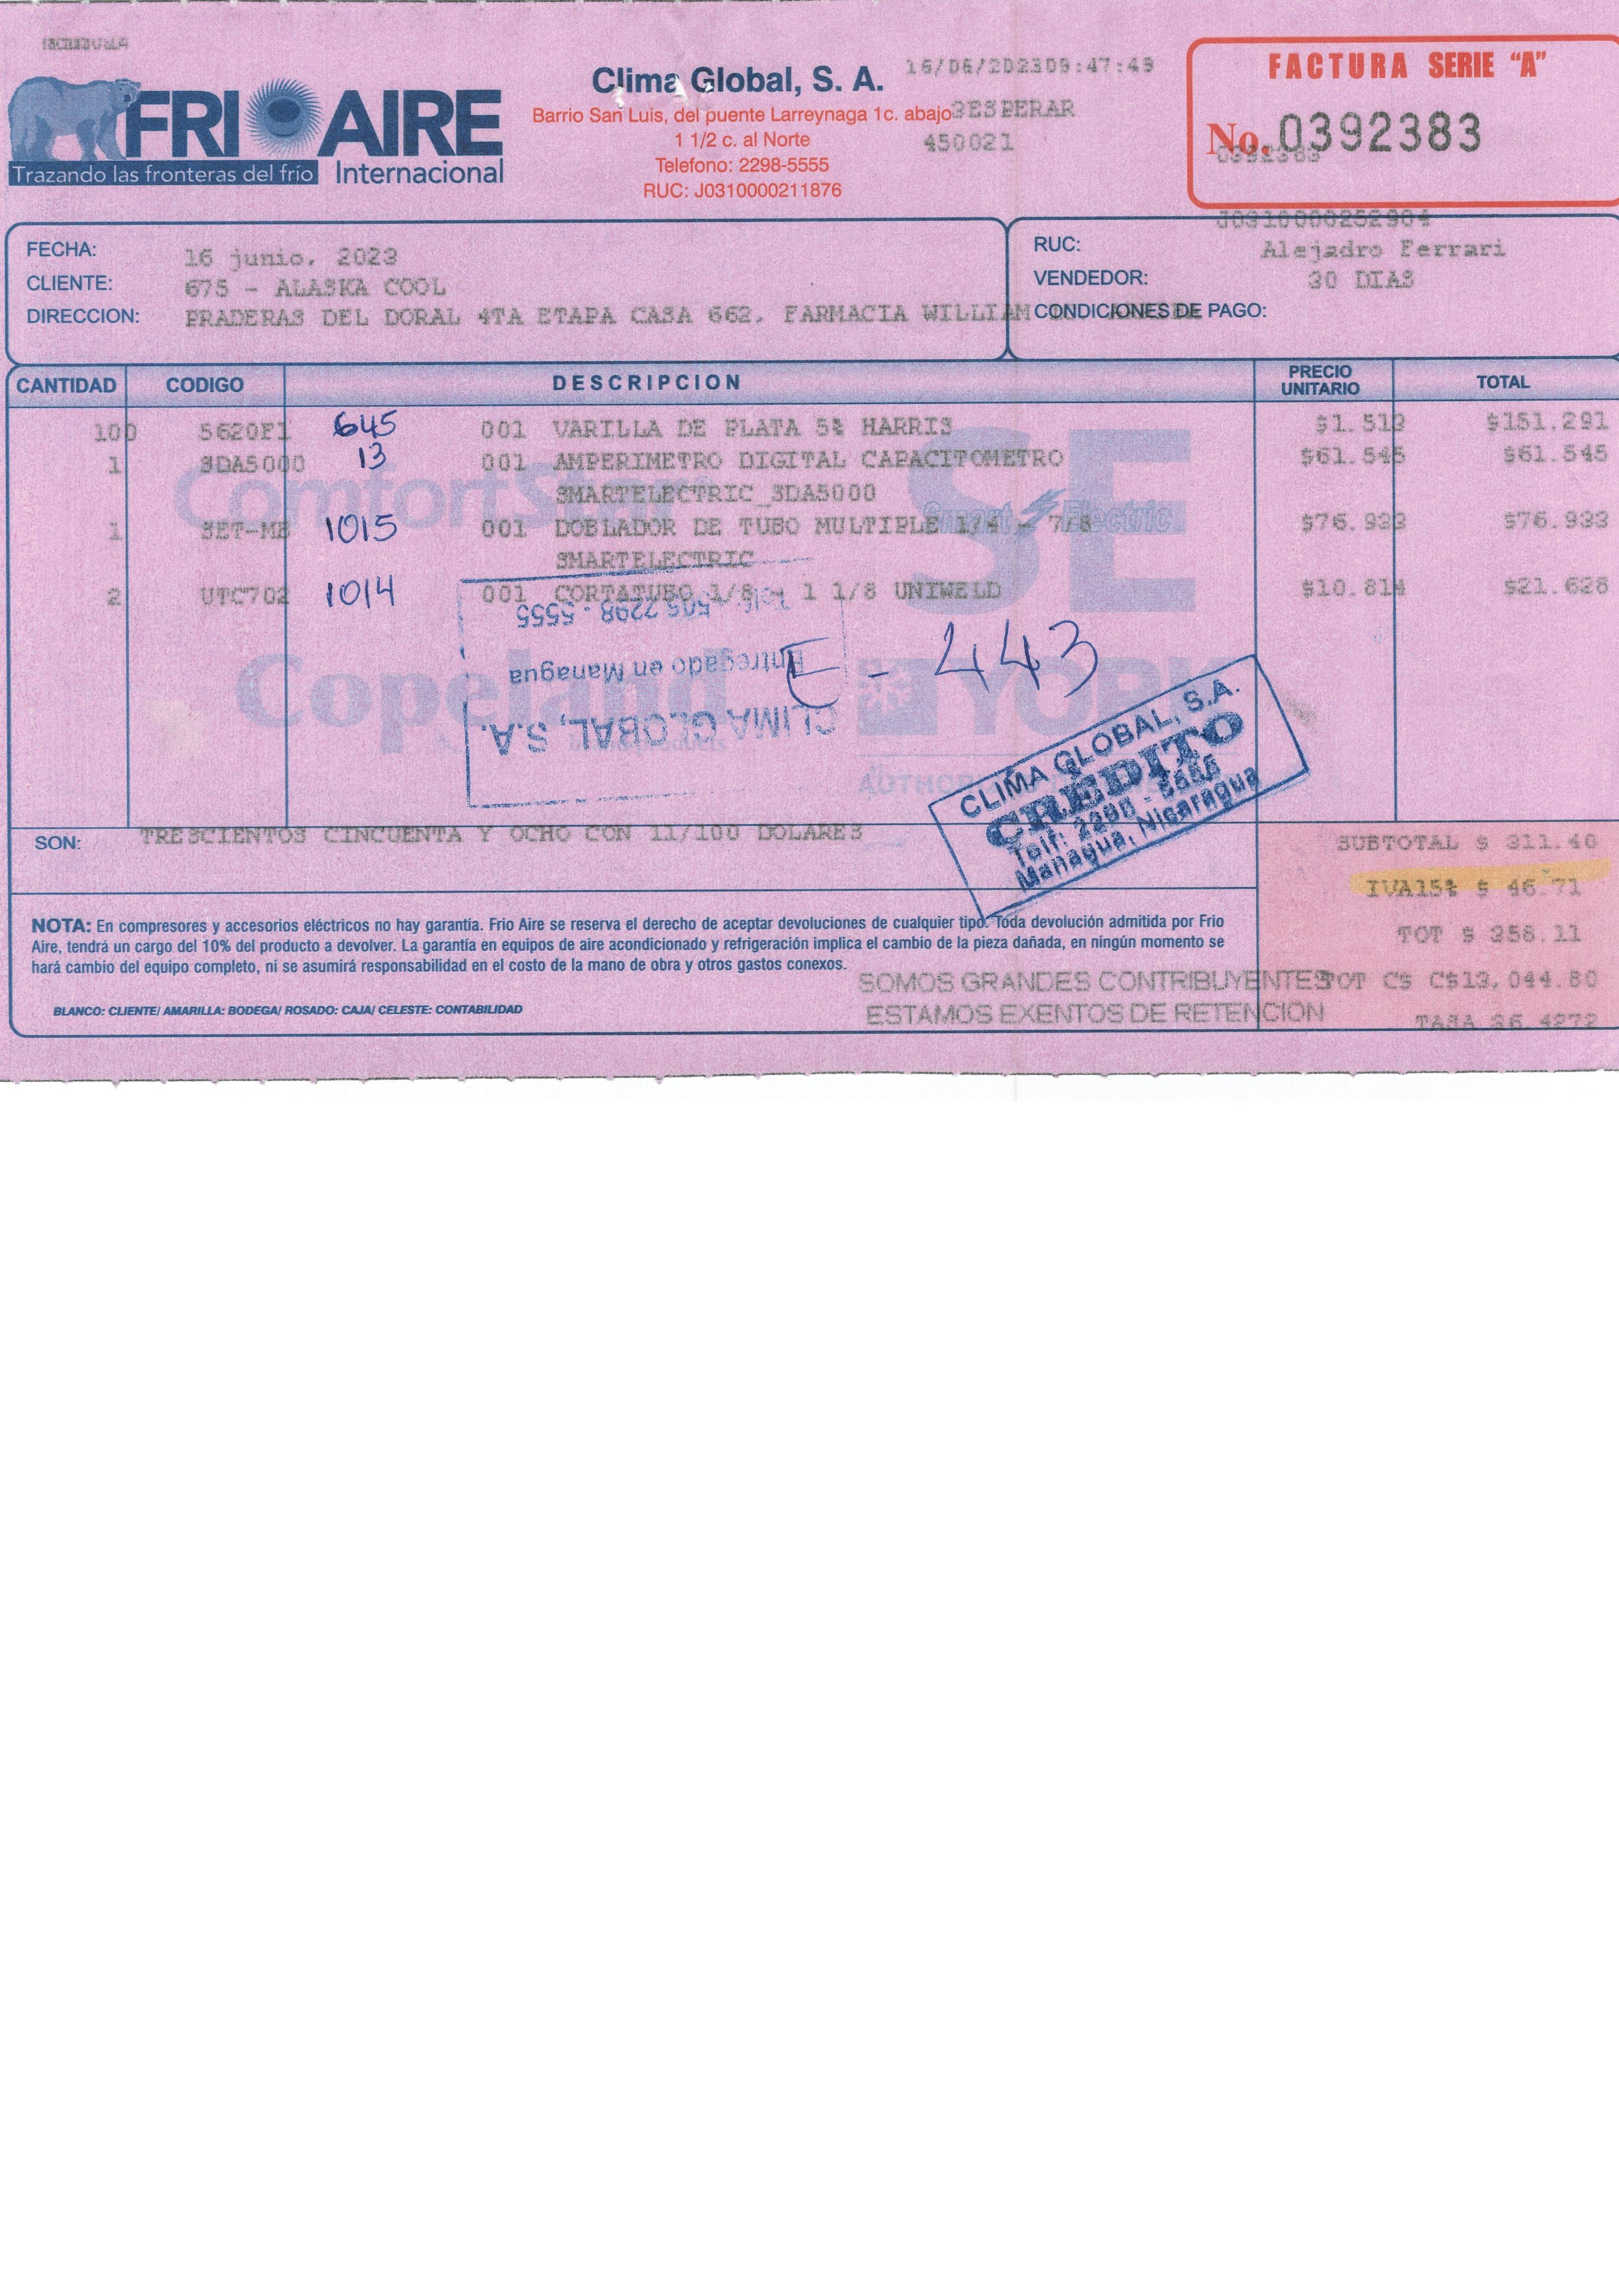 FRIOAIRE
Trazando las fronteras del frío Internacional
Clima Global, S. A.
Barrio San Luis, del puente Larreynaga 1c. abajo
1 1/2 c. al Norte
Telefono: 2298-5555
RUC: J0310000211876
16/06/202309:47:49
ESPERAR
450021
FACTURA SERIE “A”
No. 0392383
0392383
FECHA: 16 junio, 2023
CLIENTE: 675 - ALASKA COOL
DIRECCION: PRADERAS DEL DORAL 4TA ETAPA CASA 662, FARMACIA WILLIAM
J0310000252904
RUC: Alejadro Ferrari
VENDEDOR: 30 DIAS
CONDICIONES DE PAGO:
CANTIDAD CODIGO DESCRIPCION PRECIO UNITARIO TOTAL
100 5620F1 645 001 VARILLA DE PLATA 5% HARRIS $1.513 $151.291
1 3DA5000 13 001 AMPERIMETRO DIGITAL CAPACITOMETRO $61.545 $61.545
SMARTELECTRIC_3DA5000
1 SET-ME 1015 001 DOBLADOR DE TUBO MULTIPLE 1/4 - 7/8 $76.933 $76.933
SMARTELECTRIC
2 UTC702 1014 001 CORTATUBO 1/8 - 1 1/8 UNIWELD $10.814 $21.628
ComfortStar
SE
Smart Electric
Copeland
YORK
CLIMA GLOBAL, S.A.
Entregado en Managua
Telf: 505 2298 - 5555
E - 443
CLIMA GLOBAL, S.A.
CREDITO
Telf: 2298 - 5555
Managua, Nicaragua
SON: TRESCIENTOS CINCUENTA Y OCHO CON 11/100 DOLARES
SUBTOTAL $ 311.40
IVA15% $ 46.71
TOT $ 358.11
TOT C$ C$13,044.80
TASA 36.4272
NOTA: En compresores y accesorios eléctricos no hay garantía. Frio Aire se reserva el derecho de aceptar devoluciones de cualquier tipo. Toda devolución admitida por Frio
Aire, tendrá un cargo del 10% del producto a devolver. La garantía en equipos de aire acondicionado y refrigeración implica el cambio de la pieza dañada, en ningún momento se
hará cambio del equipo completo, ni se asumirá responsabilidad en el costo de la mano de obra y otros gastos conexos.
SOMOS GRANDES CONTRIBUYENTES
ESTAMOS EXENTOS DE RETENCION
BLANCO: CLIENTE/ AMARILLA: BODEGA/ ROSADO: CAJA/ CELESTE: CONTABILIDAD